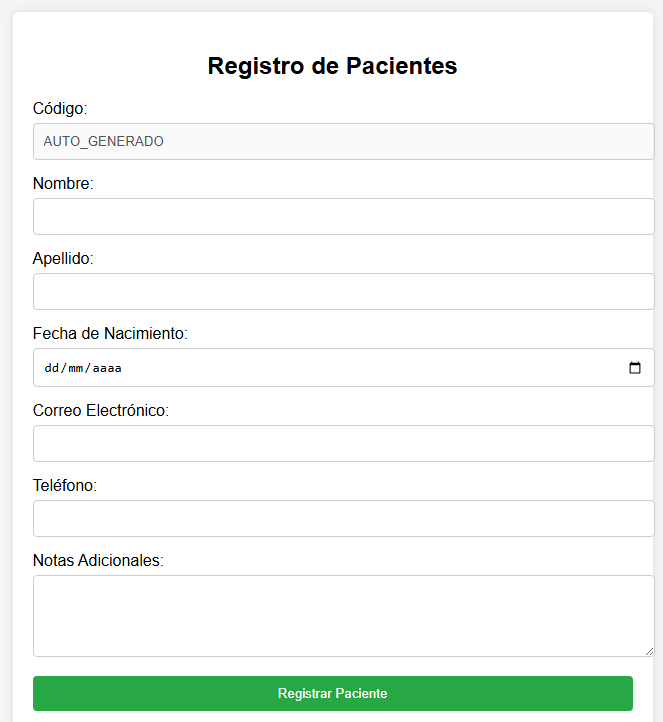 Registro de Pacientes
Código:
AUTO_GENERADO
Nombre:
Apellido:
Fecha de Nacimiento:
dd/mm/aaaa
Correo Electrónico:
Teléfono:
Notas Adicionales:
Registrar Paciente